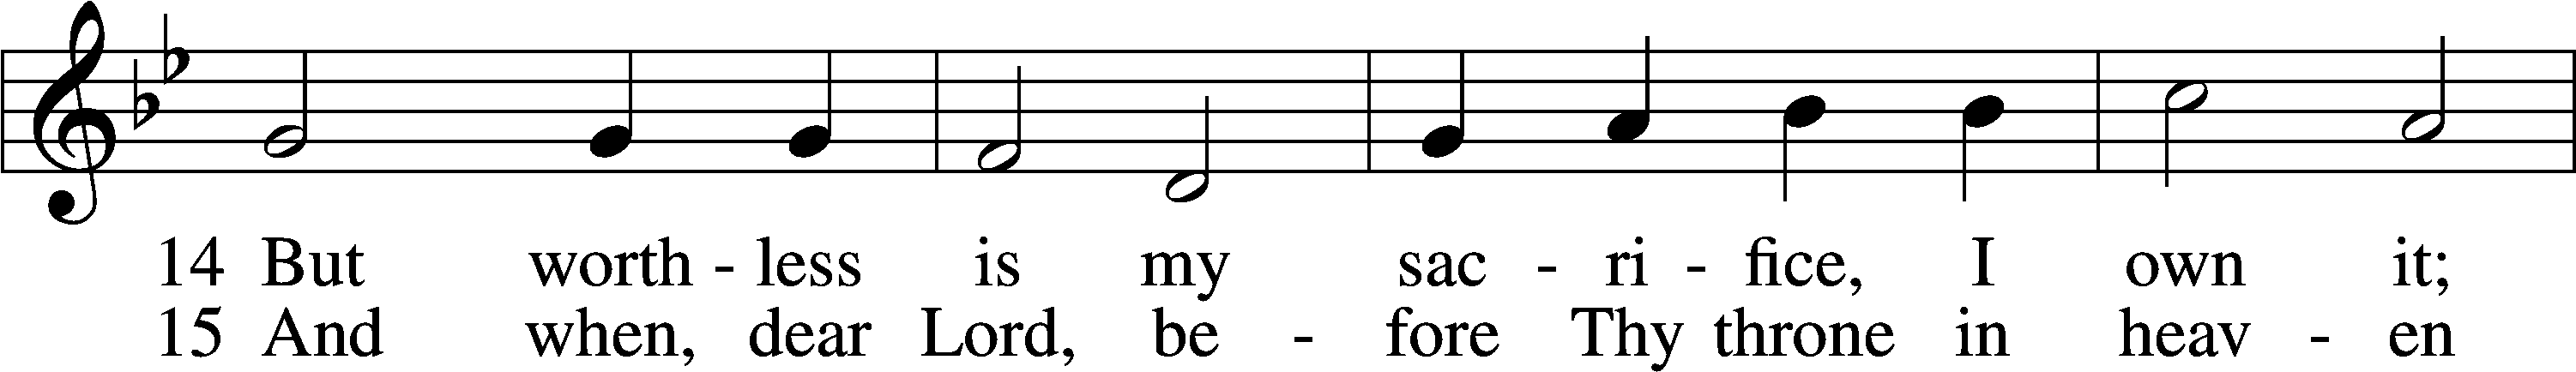 14 But worth - less is my sac - ri - fice, I own it;
15 And when, dear Lord, be - fore Thy throne in heav - en